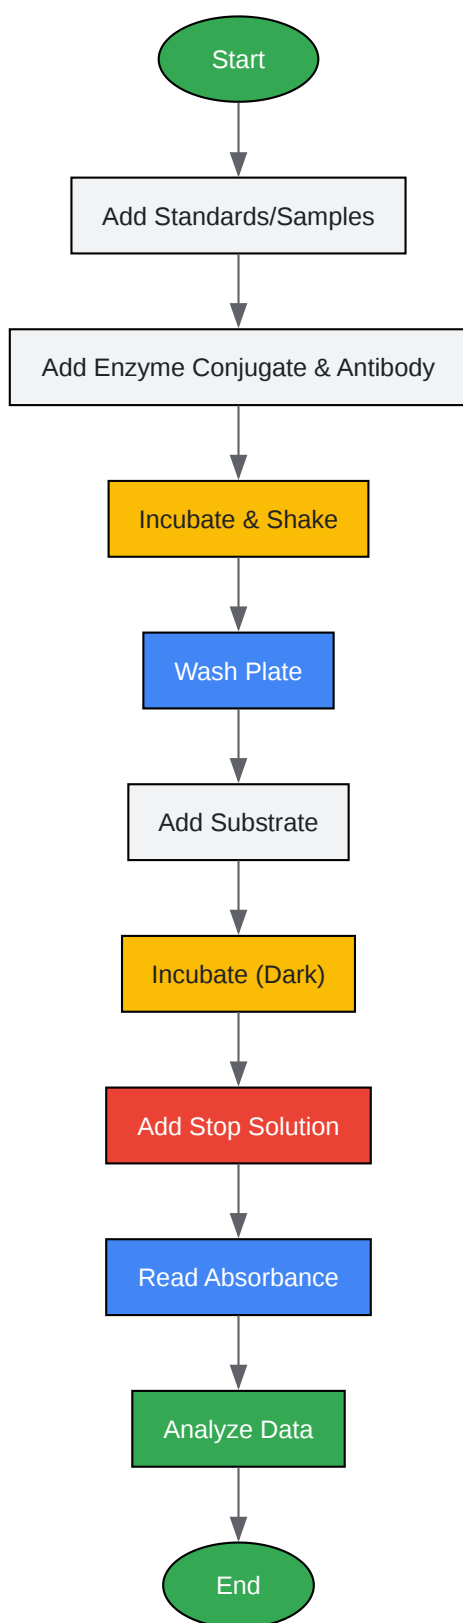 Start
Add Standards/Samples
Add Enzyme Conjugate & Antibody
Incubate & Shake
Wash Plate
Add Substrate
Incubate (Dark)
Add Stop Solution
Read Absorbance
Analyze Data
End